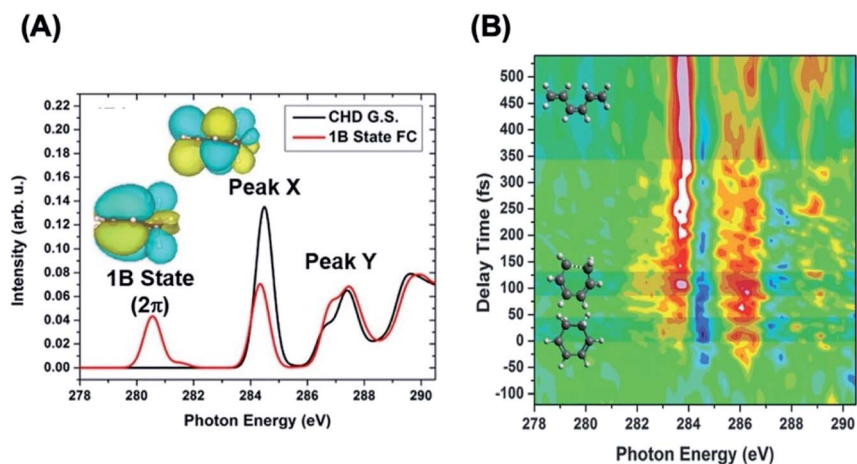 (A)
(B)
0.22
0.20
0.18
0.16
0.14
0.12
0.10
0.08
0.06
0.04
0.02
0.00
Intensity (arb. u.)
CHD G.S.
1B State FC
Peak X
Peak Y
1B State
(2π)
278 280 282 284 286 288 290
Photon Energy (eV)
500
450
400
350
300
250
200
150
100
50
0
-50
-100
Delay Time (fs)
278 280 282 284 286 288 290
Photon Energy (eV)